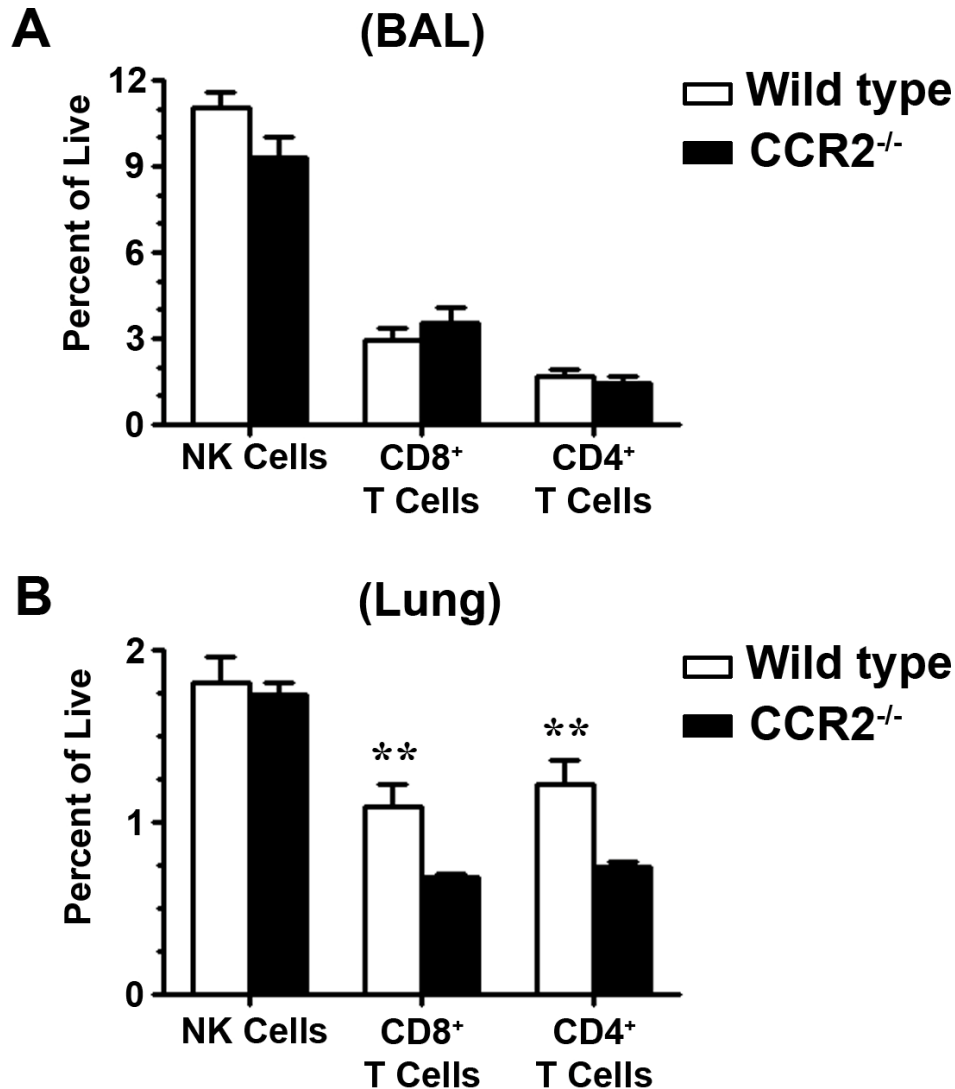 A
(BAL)
Percent of Live
12
9
6
3
0
Wild type
CCR2-/-
NK Cells
CD8+
T Cells
CD4+
T Cells
B
(Lung)
Percent of Live
2
1
0
**
**
Wild type
CCR2-/-
NK Cells
CD8+
T Cells
CD4+
T Cells